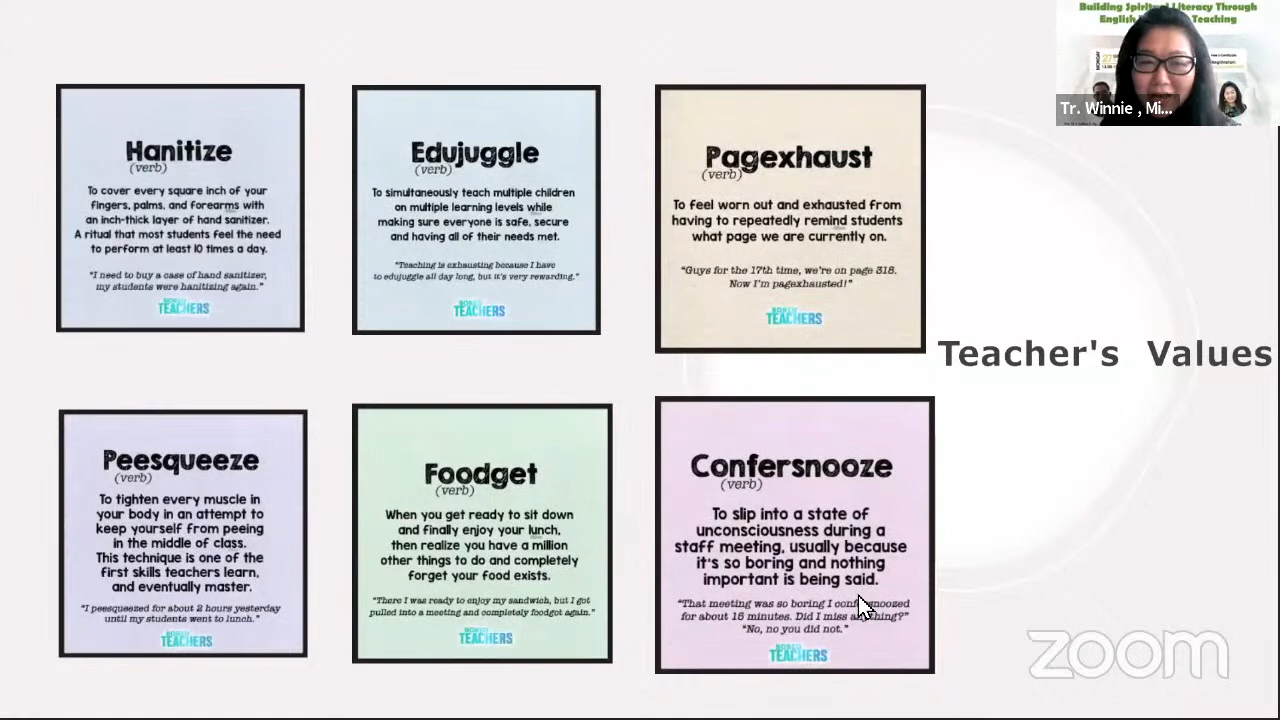 Building Spiritual Literacy Through
English Teaching
Tr. Winnie , Mi...
Hanitize
(verb)
To cover every square inch of your
fingers, palms, and forearms with
an inch-thick layer of hand sanitizer.
A ritual that most students feel the need
to perform at least 10 times a day.
"I need to buy a case of hand sanitizer,
my students were hanitizing again."
BORED
TEACHERS
Edujuggle
(verb)
To simultaneously teach multiple children
on multiple learning levels while
making sure everyone is safe, secure
and having all of their needs met.
"Teaching is exhausting because I have
to edujuggle all day long, but it's very rewarding."
BORED
TEACHERS
Pagexhaust
(verb)
To feel worn out and exhausted from
having to repeatedly remind students
what page we are currently on.
"Guys for the 17th time, we're on page 318.
Now I'm pagexhausted!"
BORED
TEACHERS
Teacher's Values
Peesqueeze
(verb)
To tighten every muscle in
your body in an attempt to
keep yourself from peeing
in the middle of class.
This technique is one of the
first skills teachers learn,
and eventually master.
"I peesqueezed for about 2 hours yesterday
until my students went to lunch."
BORED
TEACHERS
Foodget
(verb)
When you get ready to sit down
and finally enjoy your lunch,
then realize you have a million
other things to do and completely
forget your food exists.
"There I was ready to enjoy my sandwich, but I got
pulled into a meeting and completely foodgot again."
BORED
TEACHERS
Confersnooze
(verb)
To slip into a state of
unconsciousness during a
staff meeting, usually because
it's so boring and nothing
important is being said.
"That meeting was so boring I confersnoozed
for about 15 minutes. Did I miss anything?"
"No, no you did not."
BORED
TEACHERS
zoom